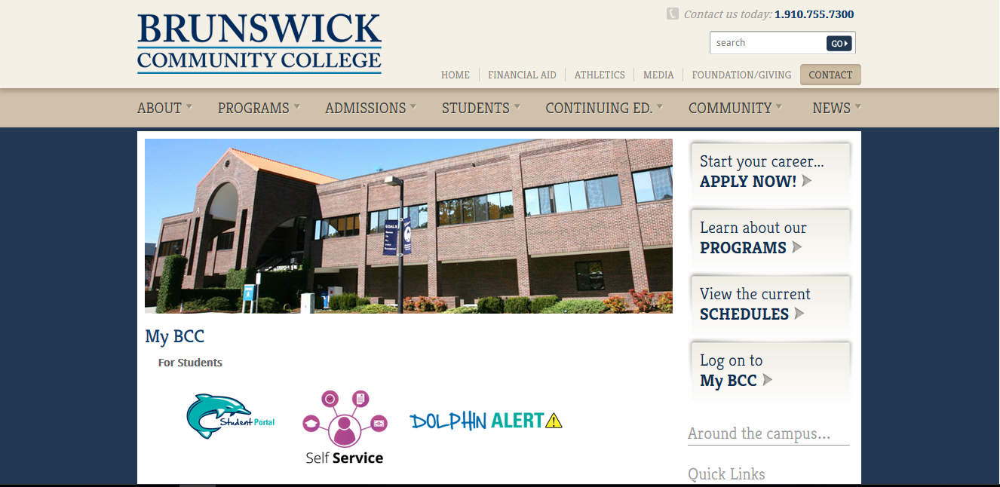 BRUNSWICK
COMMUNITY COLLEGE
Contact us today: 1.910.755.7300
search
GO
HOME
FINANCIAL AID
ATHLETICS
MEDIA
FOUNDATION/GIVING
CONTACT
ABOUT
PROGRAMS
ADMISSIONS
STUDENTS
CONTINUING ED.
COMMUNITY
NEWS
GOALS
Start your career...
APPLY NOW!
Learn about our
PROGRAMS
View the current
SCHEDULES
Log on to
My BCC
My BCC
For Students
Student Portal
Self Service
DOLPHIN ALERT
Around the campus...
Quick Links